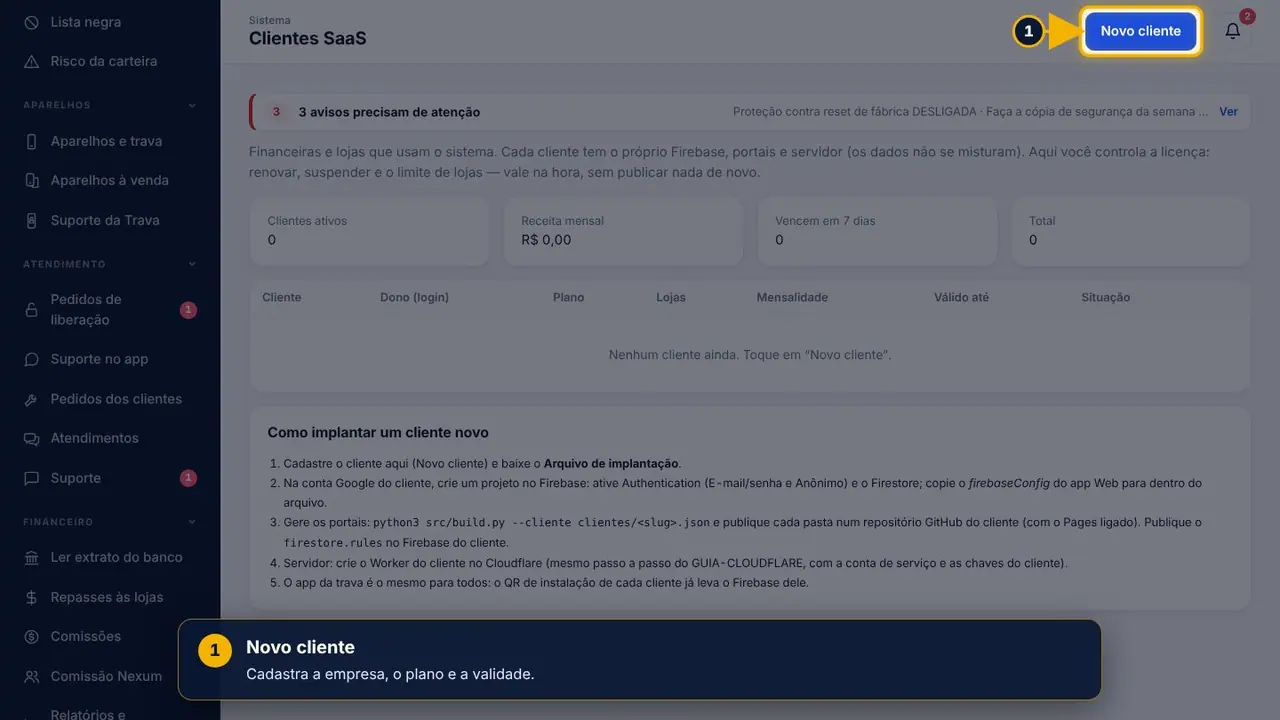 Lista negra
Risco da carteira
APARELHOS
Aparelhos e trava
Aparelhos à venda
Suporte da Trava
ATENDIMENTO
Pedidos de
liberação
1
Suporte no app
Pedidos dos clientes
Atendimentos
Suporte
1
FINANCEIRO
Ler extrato do banco
Repasses às lojas
Comissões
Comissão Nexum
Relatórios e
Sistema
Clientes SaaS
1
Novo cliente
2
3
3 avisos precisam de atenção
Proteção contra reset de fábrica DESLIGADA · Faça a cópia de segurança da semana ...
Ver
Financeiras e lojas que usam o sistema. Cada cliente tem o próprio Firebase, portais e servidor (os dados não se misturam). Aqui você controla a licença:
renovar, suspender e o limite de lojas — vale na hora, sem publicar nada de novo.
Clientes ativos
0
Receita mensal
R$ 0,00
Vencem em 7 dias
0
Total
0
Cliente Dono (login) Plano Lojas Mensalidade Válido até Situação
Nenhum cliente ainda. Toque em "Novo cliente".
Como implantar um cliente novo
1. Cadastre o cliente aqui (Novo cliente) e baixe o Arquivo de implantação.
2. Na conta Google do cliente, crie um projeto no Firebase: ative Authentication (E-mail/senha e Anônimo) e o Firestore; copie o firebaseConfig do app Web para dentro do
arquivo.
3. Gere os portais: python3 src/build.py --cliente clientes/<slug>.json e publique cada pasta num repositório GitHub do cliente (com o Pages ligado). Publique o
firestore.rules no Firebase do cliente.
4. Servidor: crie o Worker do cliente no Cloudflare (mesmo passo a passo do GUIA-CLOUDFLARE, com a conta de serviço e as chaves do cliente).
5. O app da trava é o mesmo para todos: o QR de instalação de cada cliente já leva o Firebase dele.
1
Novo cliente
Cadastra a empresa, o plano e a validade.